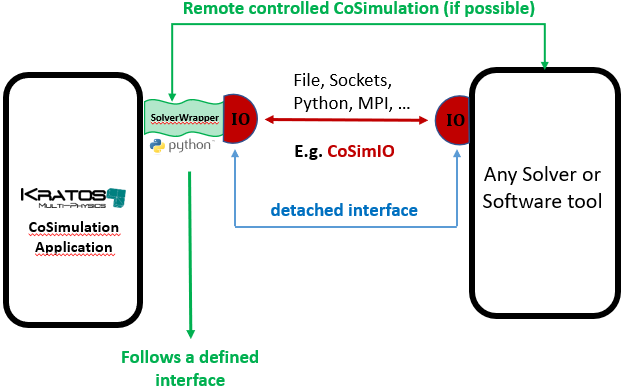 Remote controlled CoSimulation (if possible)
File, Sockets,
Python, MPI, ...
SolverWrapper
IO
IO
python
E.g. CoSimIO
Any Solver or
Software tool
KRATOS
MULTI-PHYSICS
CoSimulation
Application
detached interface
Follows a defined
interface